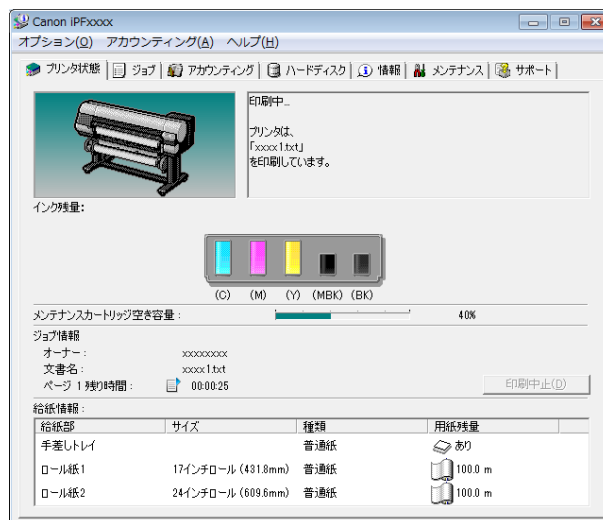 Canon iPFxxxx
オプション(O) アカウンティング(A) ヘルプ(H)
プリンタ状態 ジョブ アカウンティング ハードディスク 情報 メンテナンス サポート
印刷中...
プリンタは、
「xxxx1.txt」
を印刷しています。
インク残量:
(C) (M) (Y) (MBK) (BK)
メンテナンスカートリッジ空き容量: 40%
ジョブ情報
オーナー: xxxxxxxx
文書名: xxxx1.txt
ページ 1 残り時間: 00:00:25
印刷中止(D)
給紙情報:
給紙部 サイズ 種類 用紙残量
手差しトレイ 普通紙 あり
ロール紙1 17インチロール (431.8mm) 普通紙 100.0 m
ロール紙2 24インチロール (609.6mm) 普通紙 100.0 m